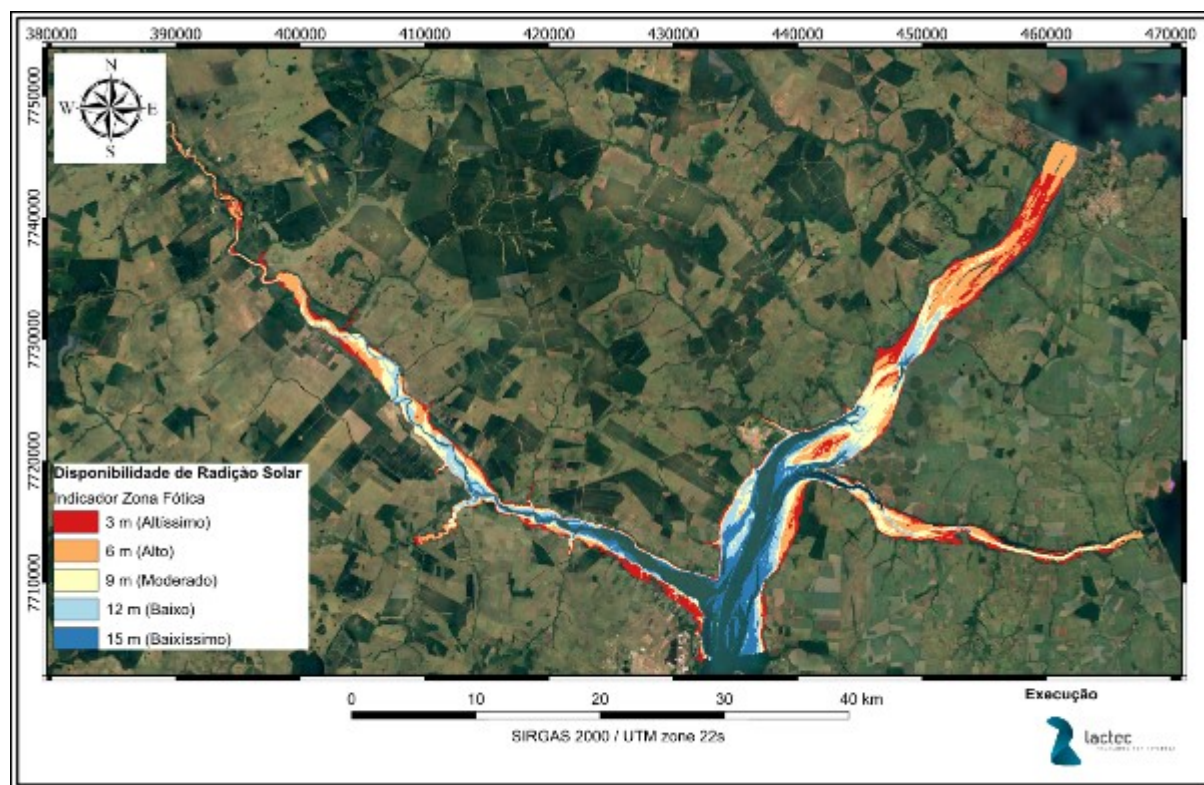 380000 390000 400000 410000 420000 430000 440000 450000 460000 470000
7750000
7740000
7730000
7720000
7710000
N
W E
S
Disponibilidade de Radição Solar
Indicador Zona Fótica
3 m (Altíssimo)
6 m (Alto)
9 m (Moderado)
12 m (Baixo)
15 m (Baixíssimo)
0 10 20 30 40 km
SIRGAS 2000 / UTM zone 22s
Execução
lactec